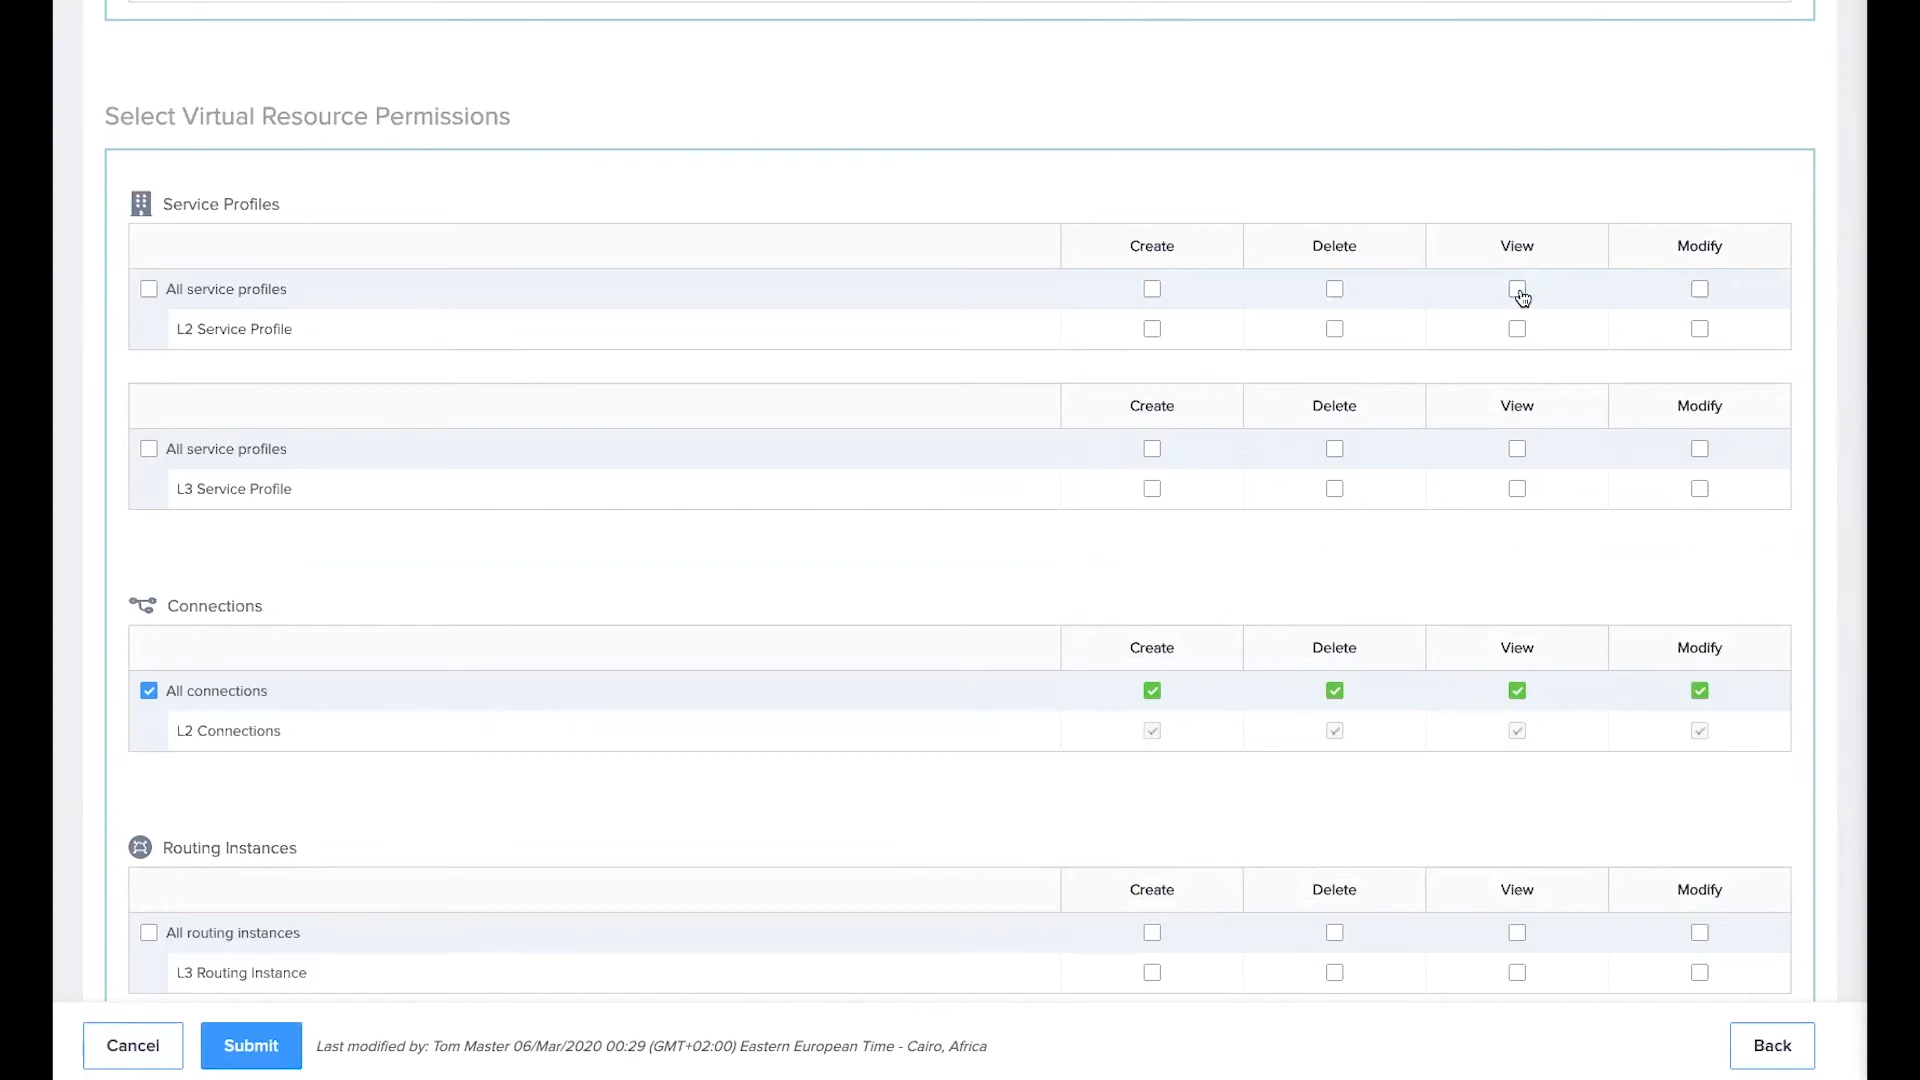 Select Virtual Resource Permissions
Service Profiles
Create Delete View Modify
All service profiles
L2 Service Profile
Create Delete View Modify
All service profiles
L3 Service Profile
Connections
Create Delete View Modify
All connections
L2 Connections
Routing Instances
Create Delete View Modify
All routing instances
L3 Routing Instance
Cancel Submit Last modified by: Tom Master 06/Mar/2020 00:29 (GMT+02:00) Eastern European Time - Cairo, Africa Back